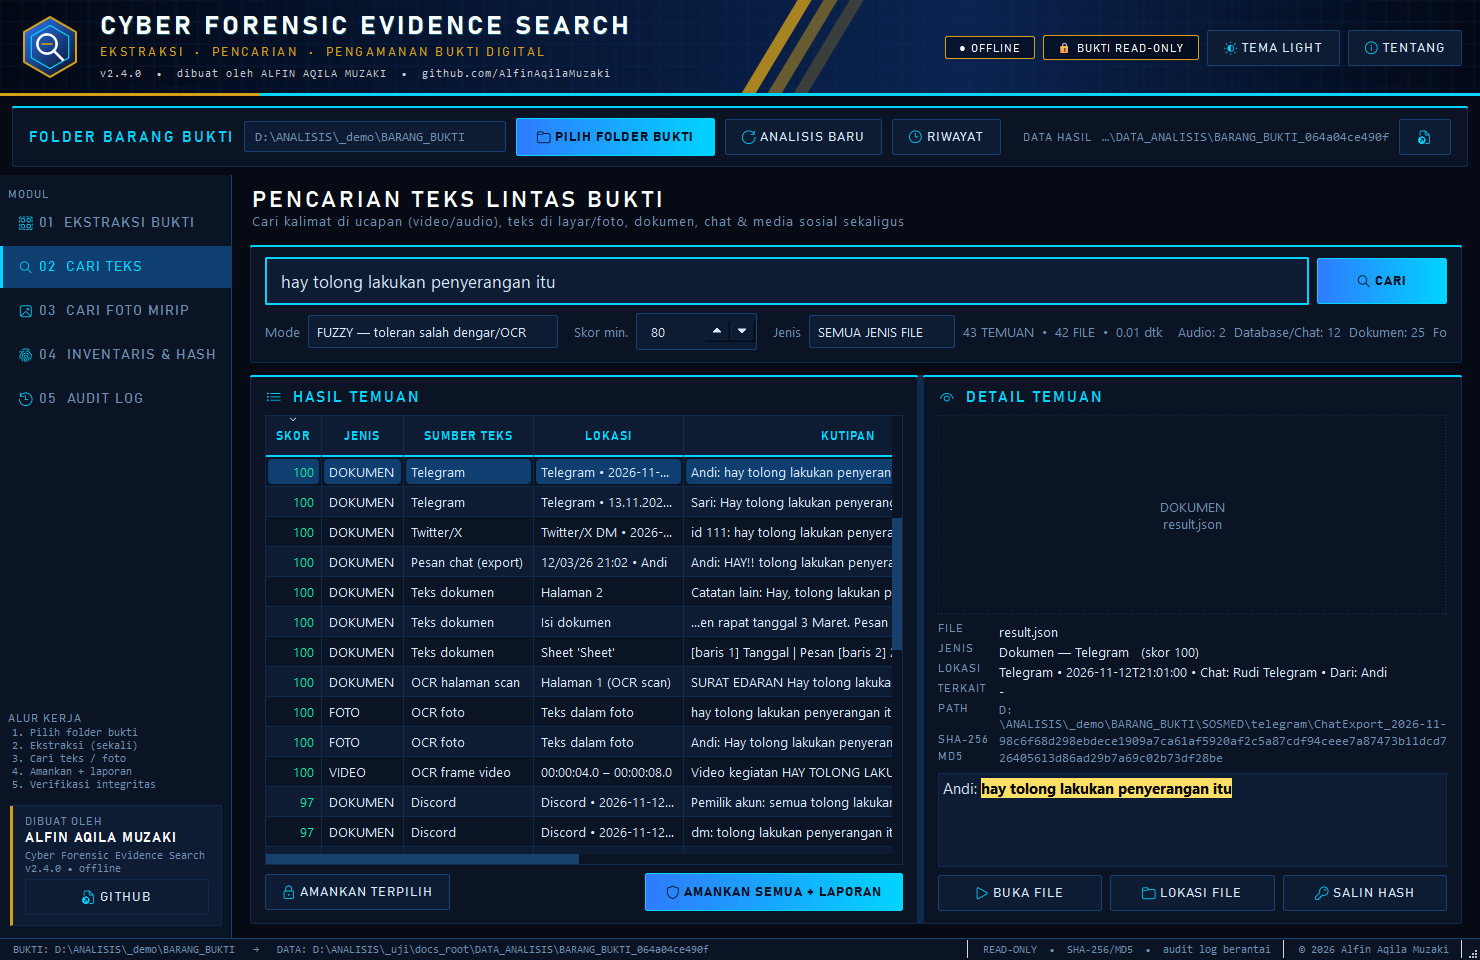 CYBER FORENSIC EVIDENCE SEARCH
EKSTRAKSI • PENCARIAN • PENGAMANAN BUKTI DIGITAL
v2.4.0 • dibuat oleh ALFIN AQILA MUZAKI • github.com/AlfinAqilaMuzaki
● OFFLINE
BUKTI READ-ONLY
TEMA LIGHT
TENTANG
FOLDER BARANG BUKTI
D:\ANALISIS\_demo\BARANG_BUKTI
PILIH FOLDER BUKTI
ANALISIS BARU
RIWAYAT
DATA HASIL …\DATA_ANALISIS\BARANG_BUKTI_064a04ce490f
MODUL
01 EKSTRAKSI BUKTI
02 CARI TEKS
03 CARI FOTO MIRIP
04 INVENTARIS & HASH
05 AUDIT LOG
PENCARIAN TEKS LINTAS BUKTI
Cari kalimat di ucapan (video/audio), teks di layar/foto, dokumen, chat & media sosial sekaligus
hay tolong lakukan penyerangan itu
CARI
Mode FUZZY — toleran salah dengar/OCR Skor min. 80 Jenis SEMUA JENIS FILE 43 TEMUAN • 42 FILE • 0.01 dtk Audio: 2 Database/Chat: 12 Dokumen: 25 Fo
HASIL TEMUAN
SKOR JENIS SUMBER TEKS LOKASI KUTIPAN
100 DOKUMEN Telegram Telegram • 2026-11-... Andi: hay tolong lakukan penyeran
100 DOKUMEN Telegram Telegram • 13.11.202... Sari: Hay tolong lakukan penyerang
100 DOKUMEN Twitter/X Twitter/X DM • 2026-... id 111: hay tolong lakukan penyera
100 DOKUMEN Pesan chat (export) 12/03/26 21:02 • Andi Andi: HAY!! tolong lakukan penyera
100 DOKUMEN Teks dokumen Halaman 2 Catatan lain: Hay, tolong lakukan p
100 DOKUMEN Teks dokumen Isi dokumen ...en rapat tanggal 3 Maret. Pesan
100 DOKUMEN Teks dokumen Sheet 'Sheet' [baris 1] Tanggal | Pesan [baris 2] 2
100 DOKUMEN OCR halaman scan Halaman 1 (OCR scan) SURAT EDARAN Hay tolong lakuka
100 FOTO OCR foto Teks dalam foto hay tolong lakukan penyerangan it
100 FOTO OCR foto Teks dalam foto Andi: Hay tolong lakukan penyeran
100 VIDEO OCR frame video 00:00:04.0 – 00:00:08.0 Video kegiatan HAY TOLONG LAKU
97 DOKUMEN Discord Discord • 2026-11-12... Pemilik akun: semua tolong lakukan
97 DOKUMEN Discord Discord • 2026-11-12... dm: tolong lakukan penyerangan it
AMANKAN TERPILIH
AMANKAN SEMUA + LAPORAN
DETAIL TEMUAN
DOKUMEN
result.json
FILE result.json
JENIS Dokumen — Telegram (skor 100)
LOKASI Telegram • 2026-11-12T21:01:00 • Chat: Rudi Telegram • Dari: Andi
TERKAIT -
PATH D:
\ANALISIS\_demo\BARANG_BUKTI\SOSMED\telegram\ChatExport_2026-11-
SHA-256 98c6f68d298ebdece1909a7ca61af5920af2c5a87cdf94ceee7a87473b11dcd7
MD5 26405613d86ad29b7a69c02b73df28be
Andi: hay tolong lakukan penyerangan itu
BUKA FILE
LOKASI FILE
SALIN HASH
ALUR KERJA
1. Pilih folder bukti
2. Ekstraksi (sekali)
3. Cari teks / foto
4. Amankan + laporan
5. Verifikasi integritas
DIBUAT OLEH
ALFIN AQILA MUZAKI
Cyber Forensic Evidence Search
v2.4.0 • offline
GITHUB
BUKTI: D:\ANALISIS\_demo\BARANG_BUKTI → DATA: D:\ANALISIS\_uji\docs_root\DATA_ANALISIS\BARANG_BUKTI_064a04ce490f
READ-ONLY • SHA-256/MD5 • audit log berantai
© 2026 Alfin Aqila Muzaki